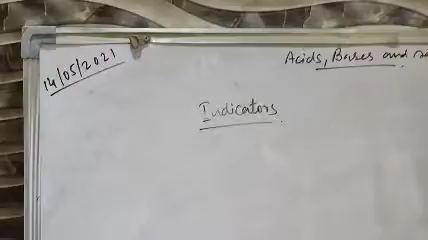 14/05/2021
Acids, Bases and
Indicators